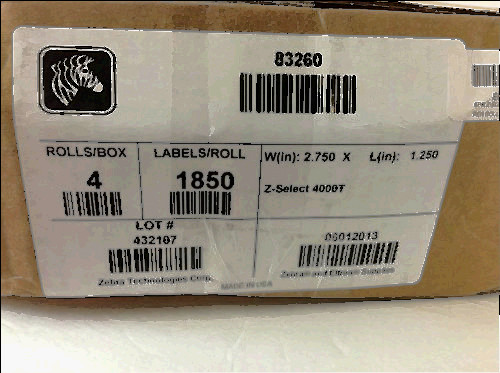 83260
ROLLS/BOX
4
LABELS/ROLL
1850
W(in): 2.750 X L(in): 1.250
Z-Select 4000T
LOT #
432107
06012013
Zebra Technologies Corp.
Zebra and Eltron Supplies
MADE IN USA